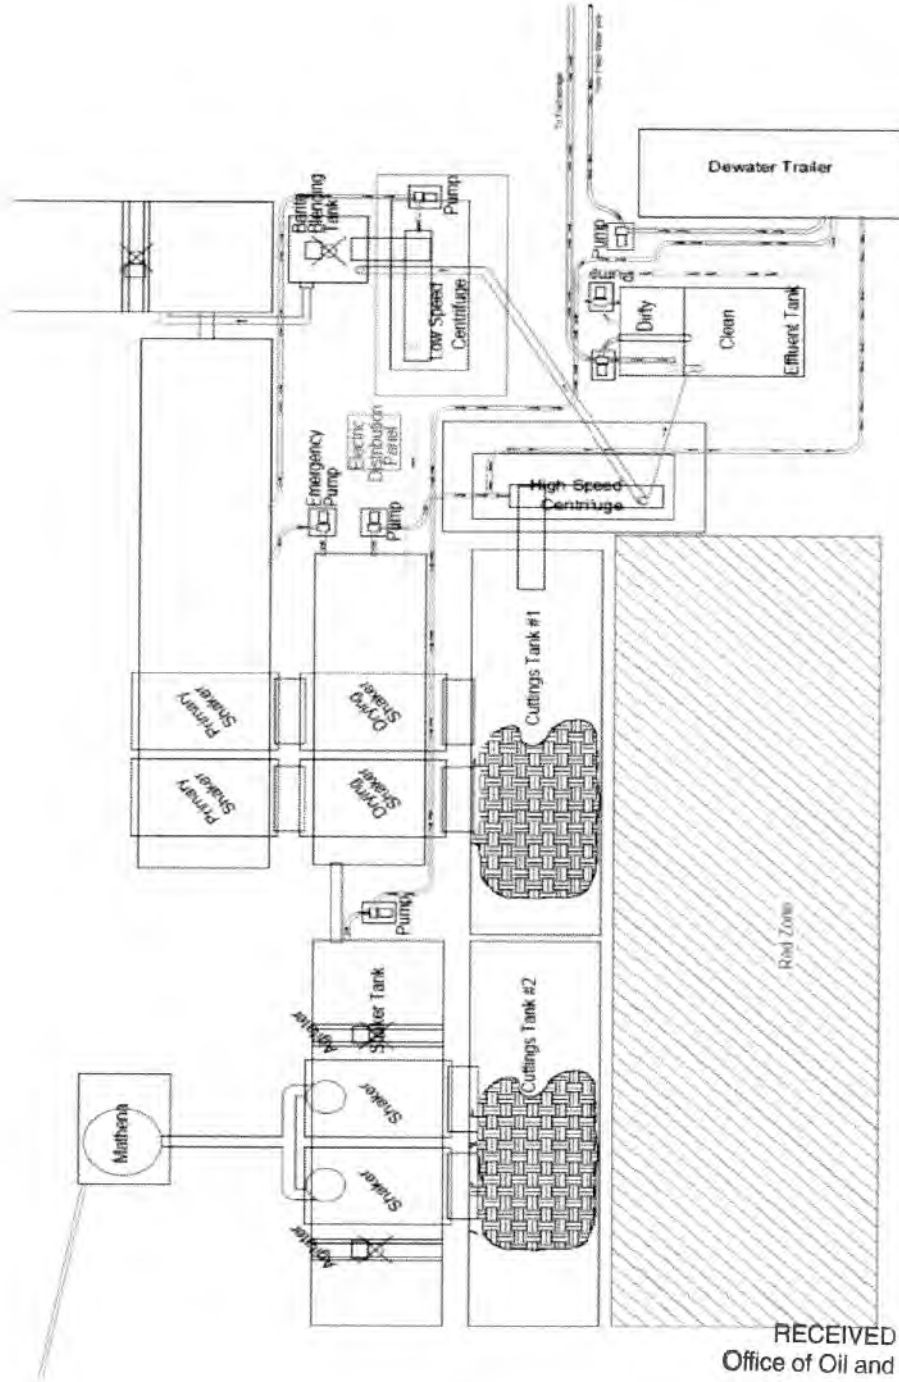 Dewater Trailer
Barite
Blending
Tank
Pump
Low Speed
Centrifuge
Pump
Pump
Dirty
Clean
Effluent Tank
Emergency
Pump
Electric
Distribution
Panel
Pump
High Speed
Centrifuge
Primary
Shaker
Drying
Shaker
Cuttings Tank #1
Primary
Shaker
Drying
Shaker
Pump
Red Zone
Shaker Tank
Agitater
Shaker
Cuttings Tank #2
Mathena
Shaker
Agitater
RECEIVED
Office of Oil and